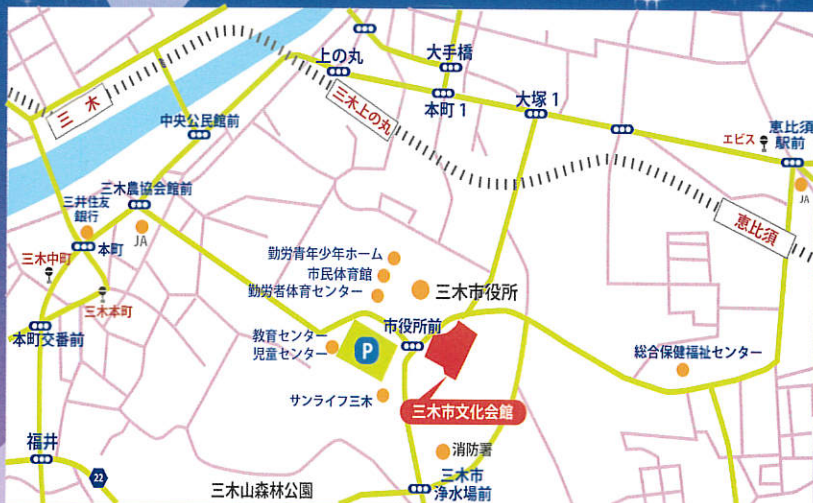 上の丸
大手橋
本町 1
大塚 1
恵比須
駅前
エビス
JA
三 木
三木上の丸
中央公民館前
三木農協会館前
三井住友
銀行
本町
JA
三木中町
三木本町
本町交番前
恵比須
勤労青年少年ホーム
市民体育館
勤労者体育センター
三木市役所
市役所前
教育センター
児童センター
P
総合保健福祉センター
サンライフ三木
三木市文化会館
消防署
福井
22
三木山森林公園
三木市
浄水場前